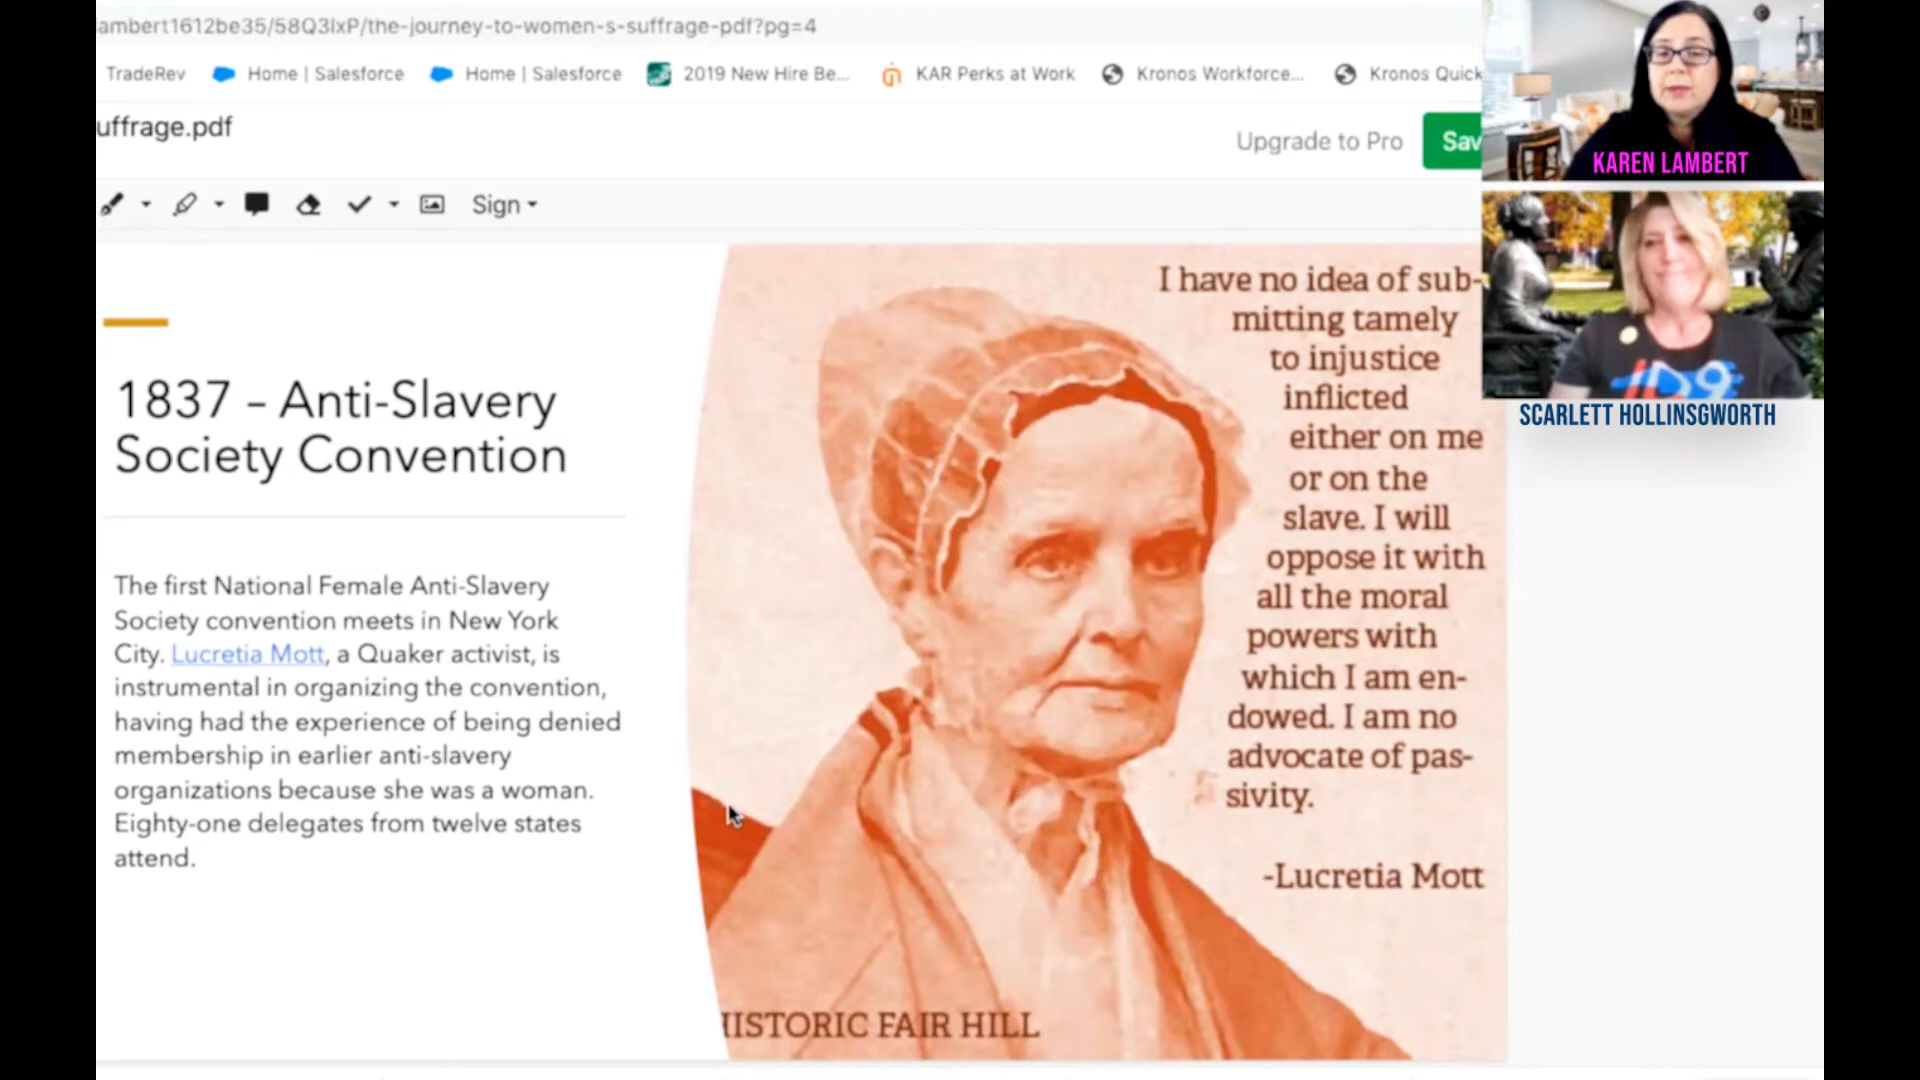 ambert1612be35/58Q3lxP/the-journey-to-women-s-suffrage-pdf?pg=4
TradeRev Home | Salesforce Home | Salesforce 2019 New Hire Be... KAR Perks at Work Kronos Workforce... Kronos Quick
uffrage.pdf
Upgrade to Pro Sav
Sign
KAREN LAMBERT
SCARLETT HOLLINSGWORTH
1837 – Anti-Slavery
Society Convention
The first National Female Anti-Slavery
Society convention meets in New York
City. Lucretia Mott, a Quaker activist, is
instrumental in organizing the convention,
having had the experience of being denied
membership in earlier anti-slavery
organizations because she was a woman.
Eighty-one delegates from twelve states
attend.
I have no idea of sub-
mitting tamely
to injustice
inflicted
either on me
or on the
slave. I will
oppose it with
all the moral
powers with
which I am en-
dowed. I am no
advocate of pas-
sivity.
-Lucretia Mott
HISTORIC FAIR HILL